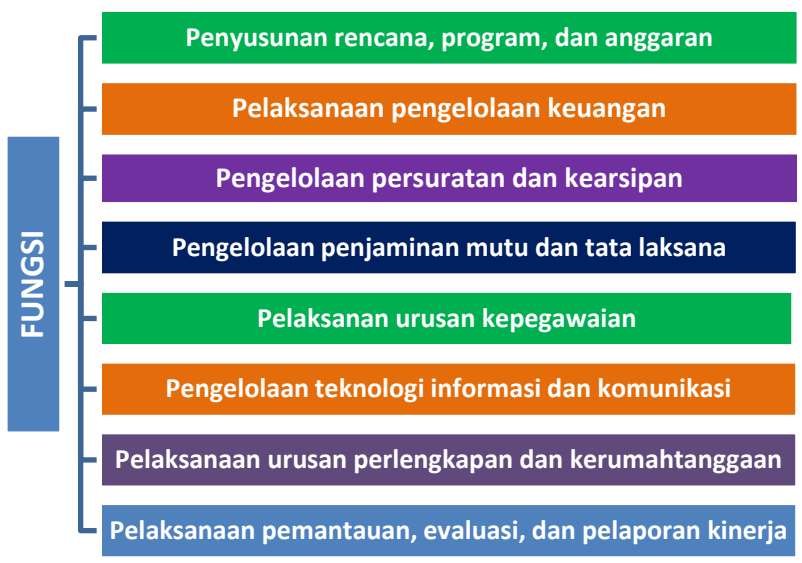 FUNGSI
Penyusunan rencana, program, dan anggaran
Pelaksanaan pengelolaan keuangan
Pengelolaan persuratan dan kearsipan
Pengelolaan penjaminan mutu dan tata laksana
Pelaksanan urusan kepegawaian
Pengelolaan teknologi informasi dan komunikasi
Pelaksanaan urusan perlengkapan dan kerumahtanggaan
Pelaksanaan pemantauan, evaluasi, dan pelaporan kinerja